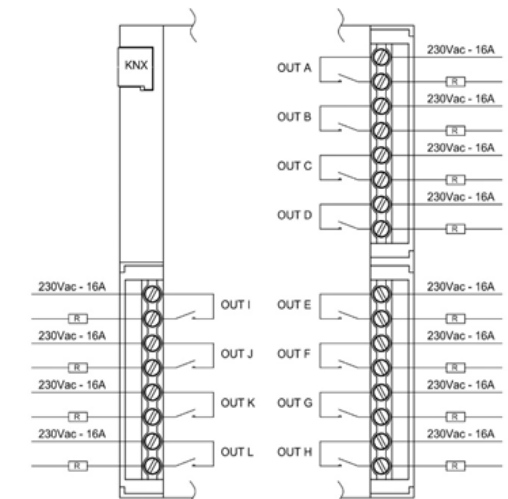 KNX
OUT A
230Vac - 16A
R
OUT B
230Vac - 16A
R
OUT C
230Vac - 16A
R
OUT D
230Vac - 16A
R
230Vac - 16A
OUT I
R
230Vac - 16A
OUT J
R
230Vac - 16A
OUT K
R
230Vac - 16A
OUT L
R
OUT E
230Vac - 16A
R
OUT F
230Vac - 16A
R
OUT G
230Vac - 16A
R
OUT H
230Vac - 16A
R